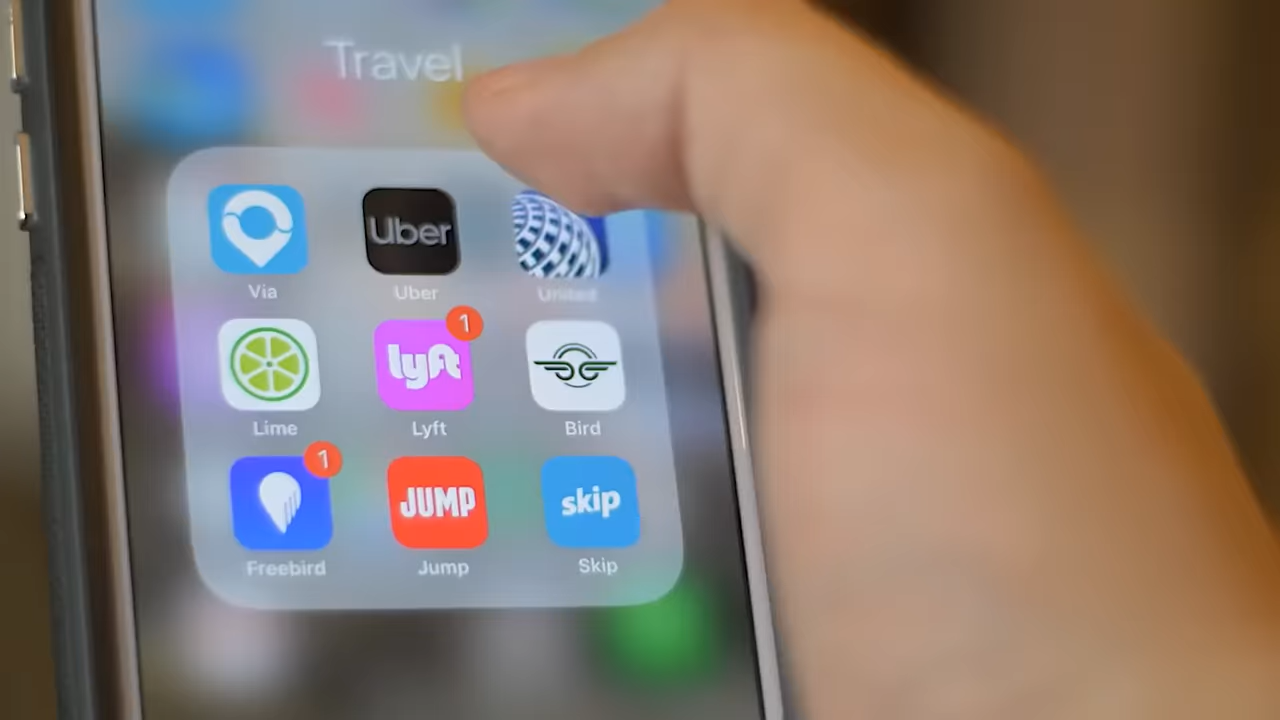 Travel
Uber
Via
Uber
United
lyft
1
Lime
Lyft
Bird
1
JUMP
skip
Freebird
Jump
Skip